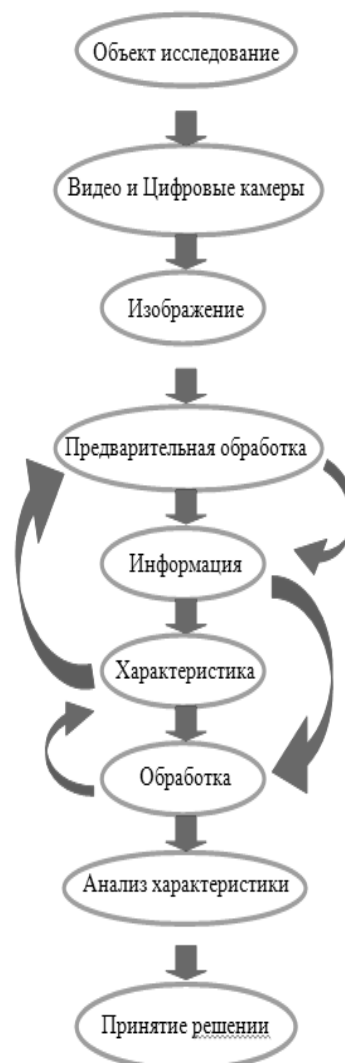 Объект исследование
Видео и Цифровые камеры
Изображение
Предварительная обработка
Информация
Характеристика
Обработка
Анализ характеристики
Принятие решении